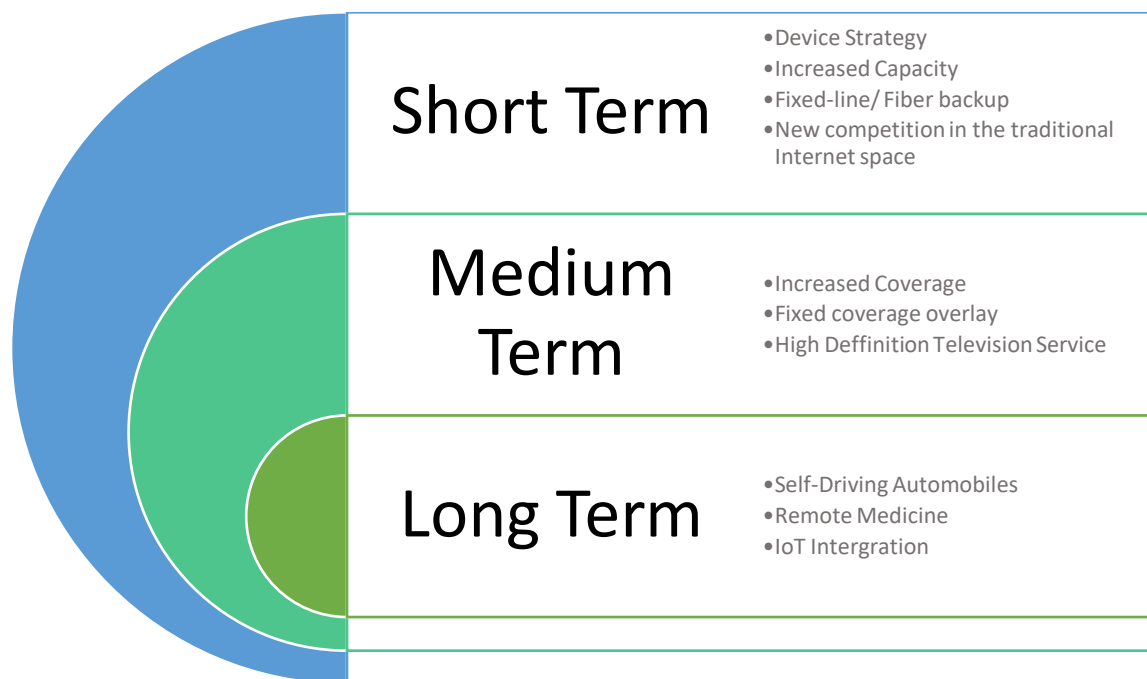 Short Term
•Device Strategy
•Increased Capacity
•Fixed-line/ Fiber backup
•New competition in the traditional
Internet space
Medium
Term
•Increased Coverage
•Fixed coverage overlay
•High Deffinition Television Service
Long Term
•Self-Driving Automobiles
•Remote Medicine
•IoT Intergration